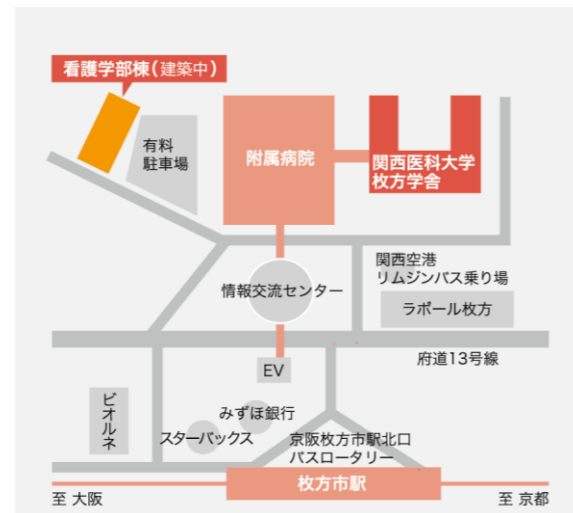 看護学部棟(建築中)
有料
駐車場
附属病院
関西医科大学
枚方学舎
関西空港
リムジンバス乗り場
情報交流センター
ラポール枚方
府道13号線
EV
ビオルネ
みずほ銀行
スターバックス
京阪枚方市駅北口
バスロータリー
枚方市駅
至 大阪
至 京都